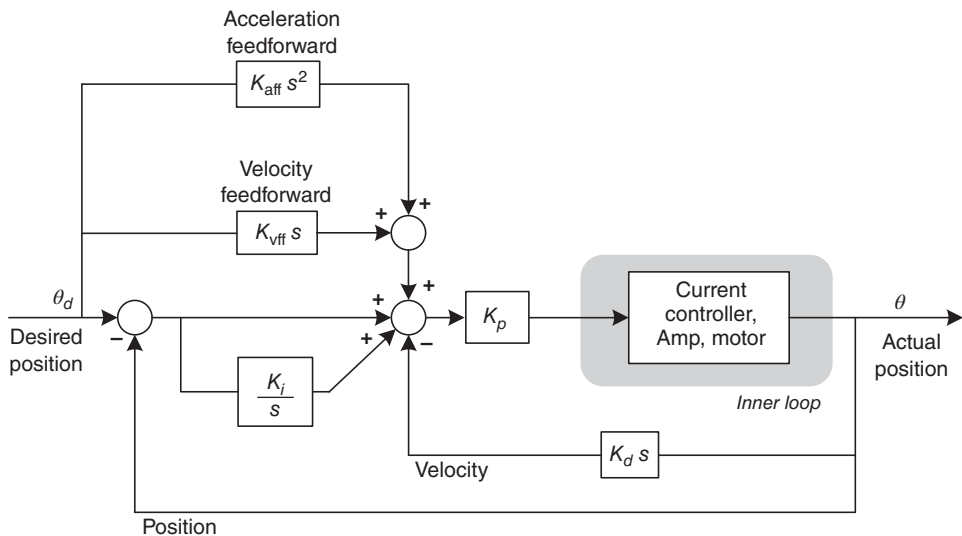 Acceleration
feedforward
K_aff s²
Velocity
feedforward
+
+
K_vff s
θ_d
Desired
position
−
+
+
+
−
K_i
s
K_p
Current
controller,
Amp, motor
Inner loop
θ
Actual
position
K_d s
Velocity
Position